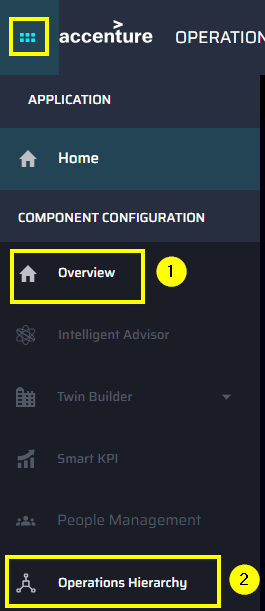 accenture OPERATION
APPLICATION
Home
COMPONENT CONFIGURATION
Overview 1
Intelligent Advisor
Twin Builder
Smart KPI
People Management
Operations Hierarchy 2